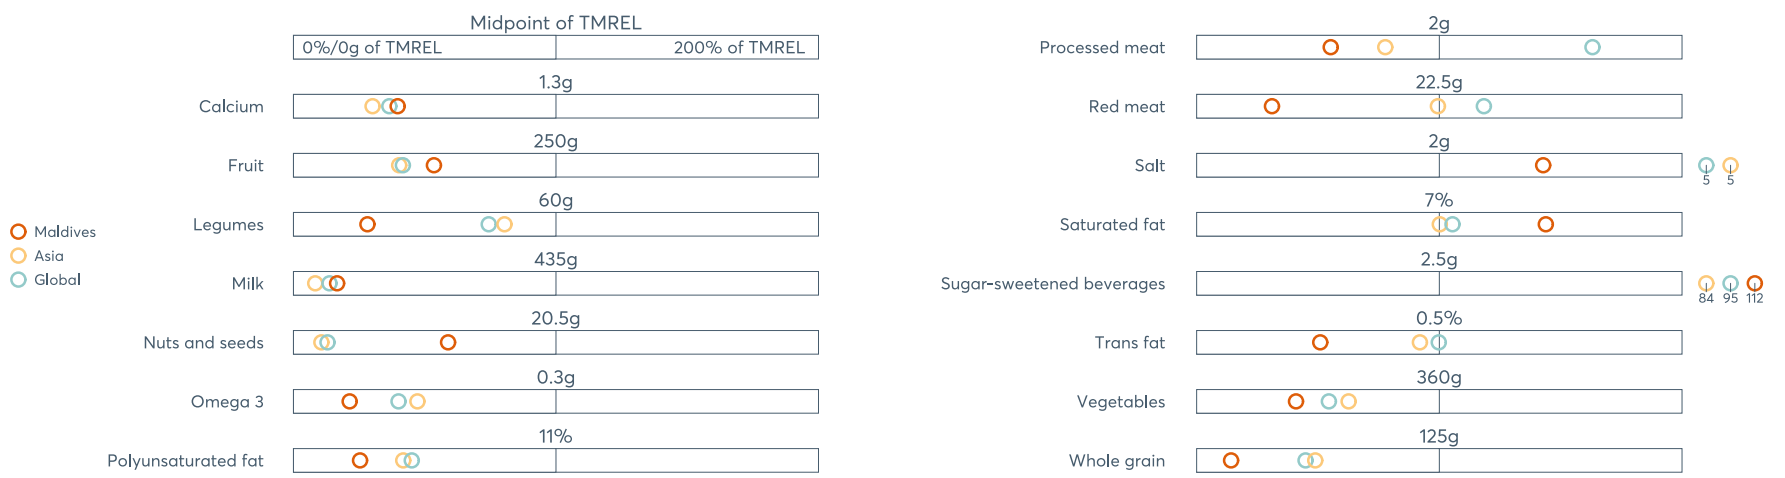 Midpoint of TMREL
0%/0g of TMREL 200% of TMREL
1.3g
Calcium
250g
Fruit
60g
Legumes
435g
Milk
20.5g
Nuts and seeds
0.3g
Omega 3
11%
Polyunsaturated fat
Maldives
Asia
Global
2g
Processed meat
22.5g
Red meat
2g
Salt
5 5
7%
Saturated fat
2.5g
Sugar-sweetened beverages
84 95 112
0.5%
Trans fat
360g
Vegetables
125g
Whole grain